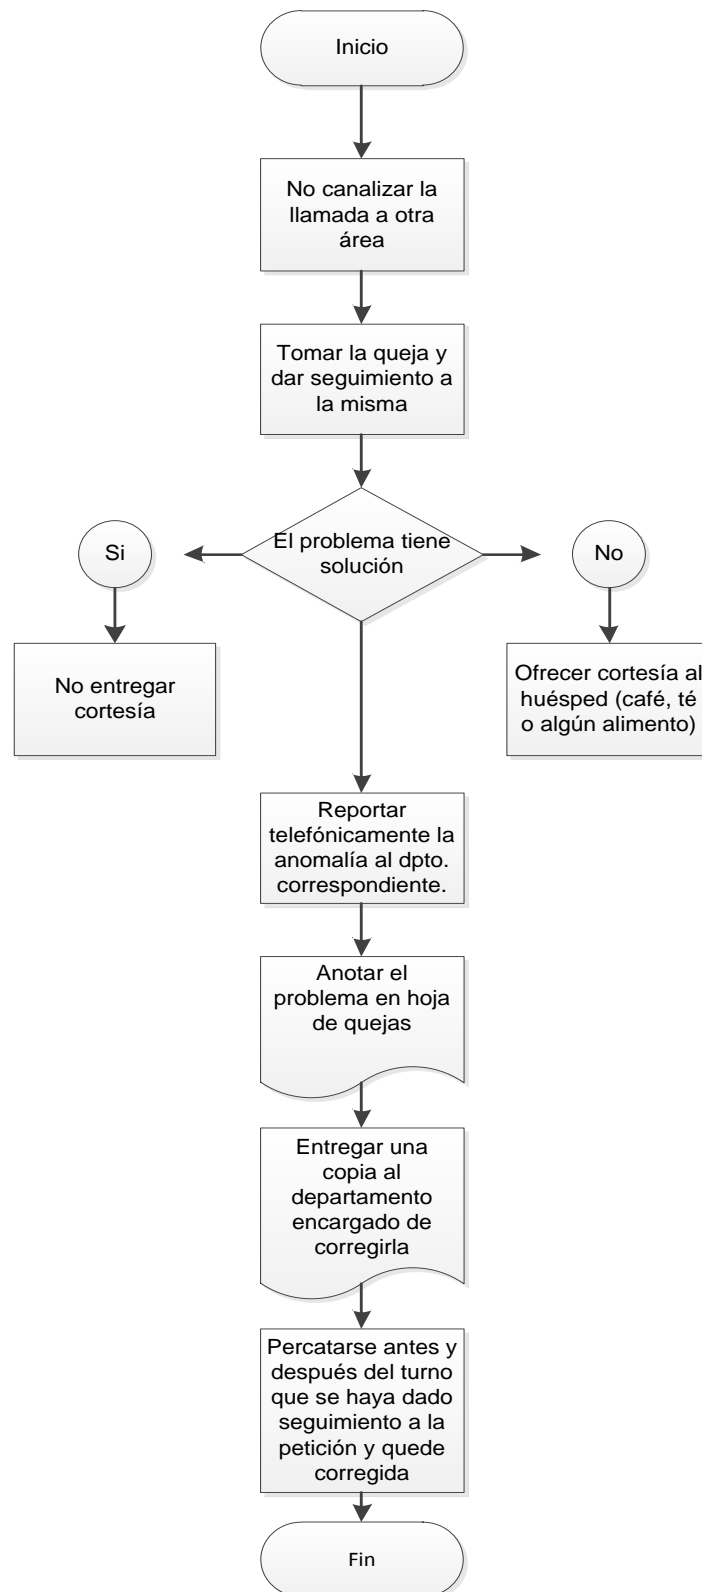 Inicio
No canalizar la
llamada a otra
área
Tomar la queja y
dar seguimiento a
la misma
El problema tiene
solución
Si
No
No entregar
cortesía
Ofrecer cortesía al
huésped (café, té
o algún alimento)
Reportar
telefónicamente la
anomalía al dpto.
correspondiente.
Anotar el
problema en hoja
de quejas
Entregar una
copia al
departamento
encargado de
corregirla
Percatarse antes y
después del turno
que se haya dado
seguimiento a la
petición y quede
corregida
Fin